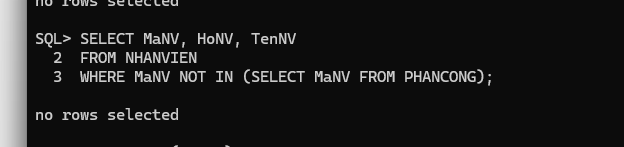 no rows selected
SQL> SELECT MaNV, HoNV, TenNV
  2  FROM NHANVIEN
  3  WHERE MaNV NOT IN (SELECT MaNV FROM PHANCONG);
no rows selected